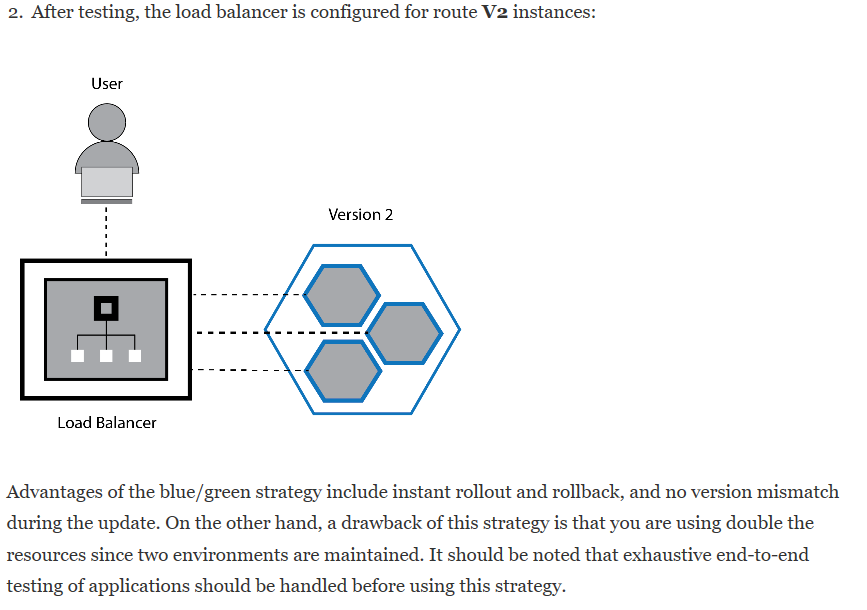 2. After testing, the load balancer is configured for route V2 instances:
User
Version 2
Load Balancer
Advantages of the blue/green strategy include instant rollout and rollback, and no version mismatch
during the update. On the other hand, a drawback of this strategy is that you are using double the
resources since two environments are maintained. It should be noted that exhaustive end-to-end
testing of applications should be handled before using this strategy.